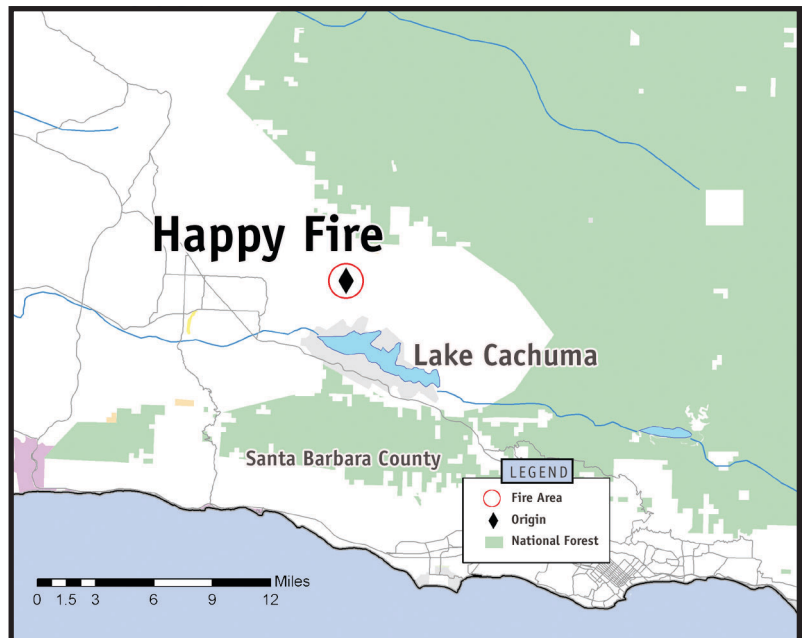 Happy Fire
Lake Cachuma
Santa Barbara County
LEGEND
Fire Area
Origin
National Forest
Miles
0 1.5 3 6 9 12